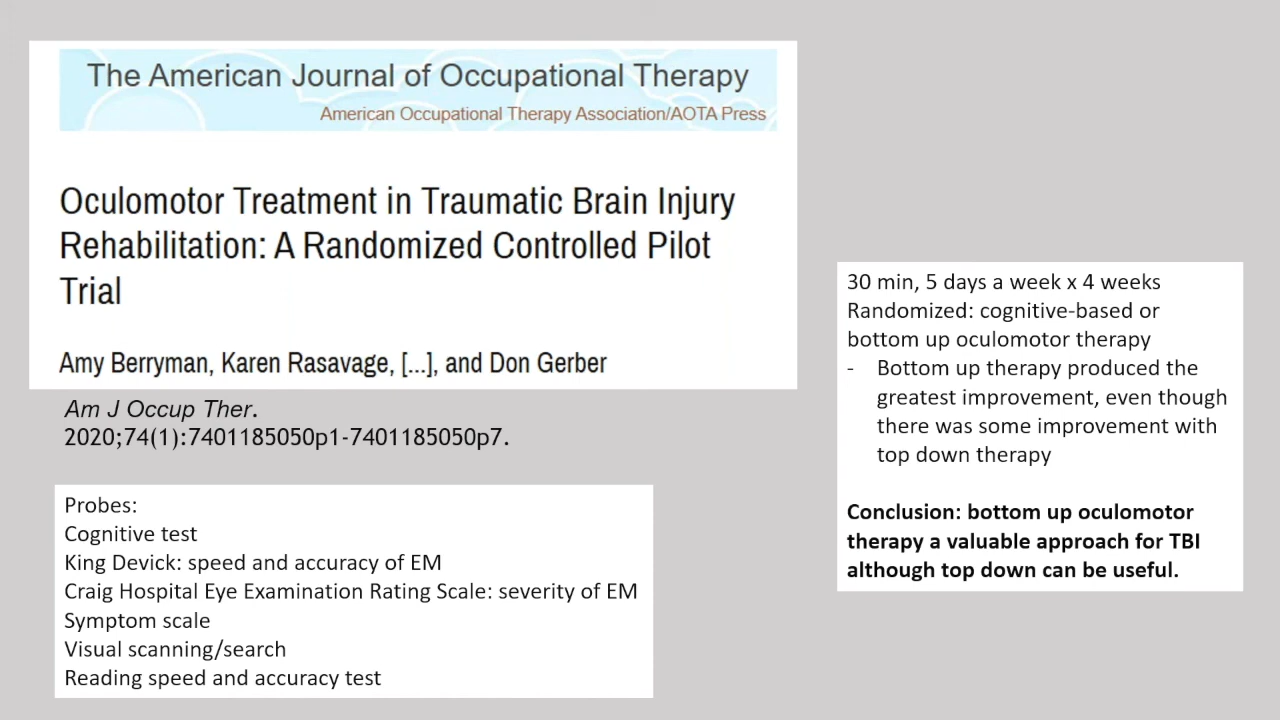 The American Journal of Occupational Therapy
American Occupational Therapy Association/AOTA Press
Oculomotor Treatment in Traumatic Brain Injury
Rehabilitation: A Randomized Controlled Pilot
Trial
Amy Berryman, Karen Rasavage, [...], and Don Gerber
Am J Occup Ther.
2020;74(1):7401185050p1-7401185050p7.
Probes:
Cognitive test
King Devick: speed and accuracy of EM
Craig Hospital Eye Examination Rating Scale: severity of EM
Symptom scale
Visual scanning/search
Reading speed and accuracy test
30 min, 5 days a week x 4 weeks
Randomized: cognitive-based or
bottom up oculomotor therapy
- Bottom up therapy produced the
greatest improvement, even though
there was some improvement with
top down therapy
Conclusion: bottom up oculomotor
therapy a valuable approach for TBI
although top down can be useful.